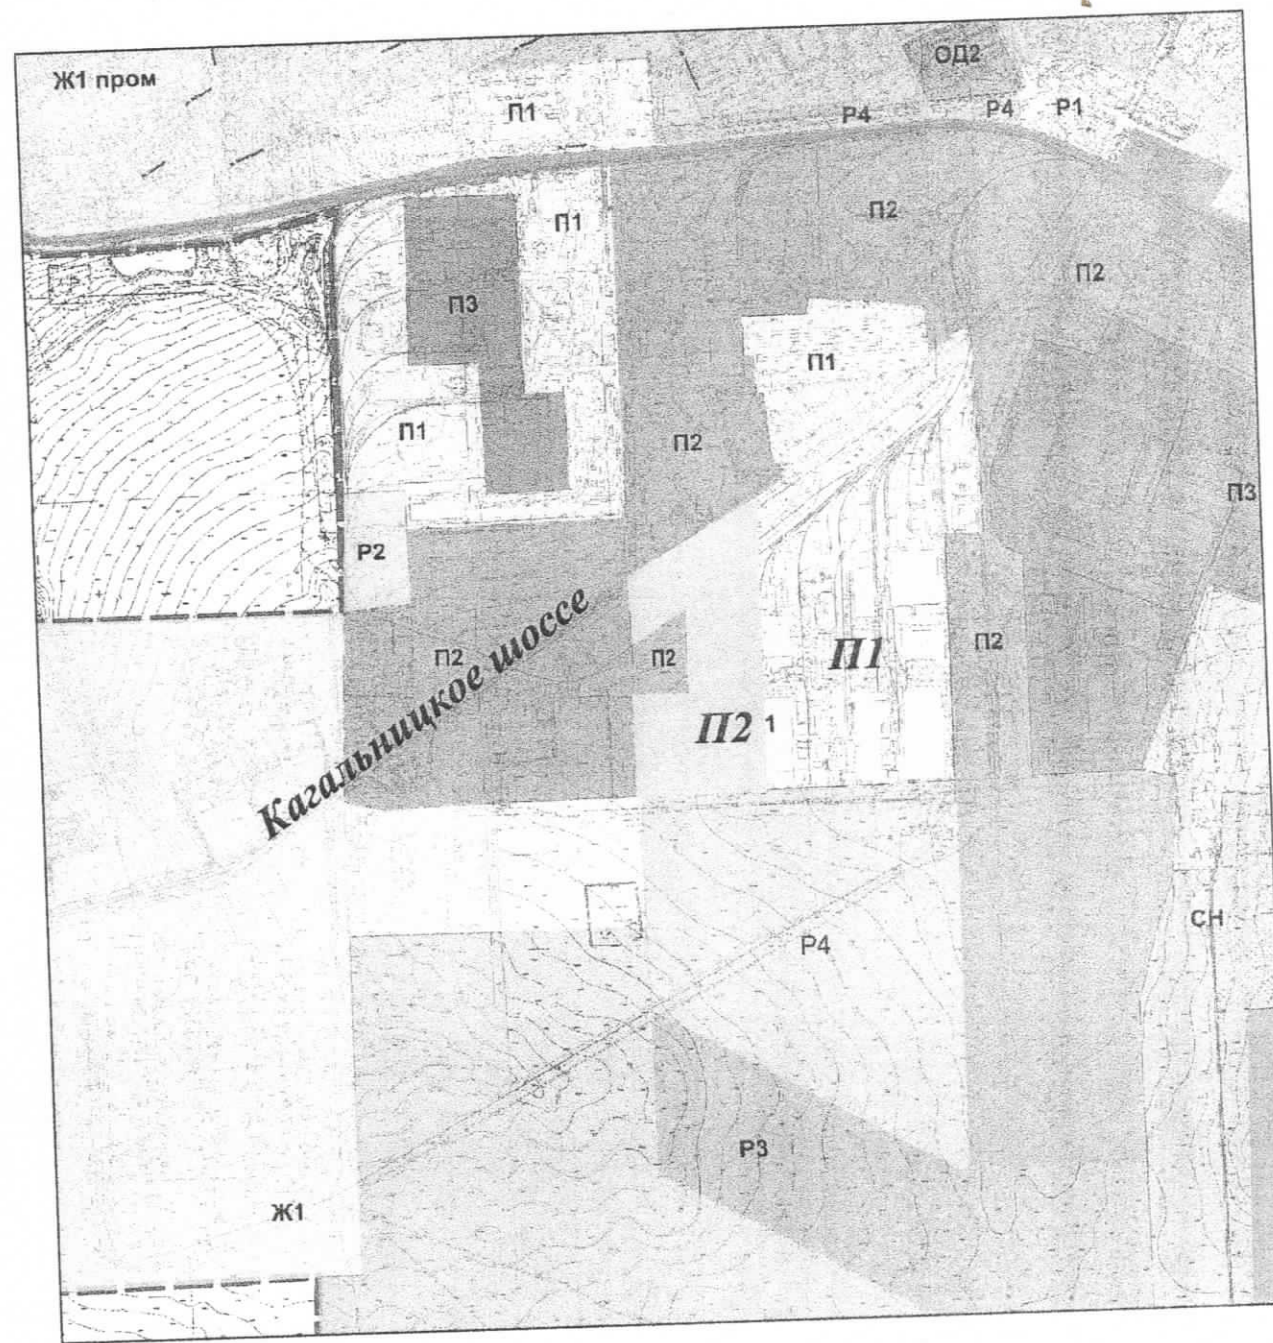 ОД2
Ж1 пром
П1
Р4
Р4
Р1
П2
П1
П2
П3
П1
П1
П2
П3
Р2
П2
П2
П1
П2
Кагальницкое шоссе
П2 1
Р4
СН
Р3
Ж1